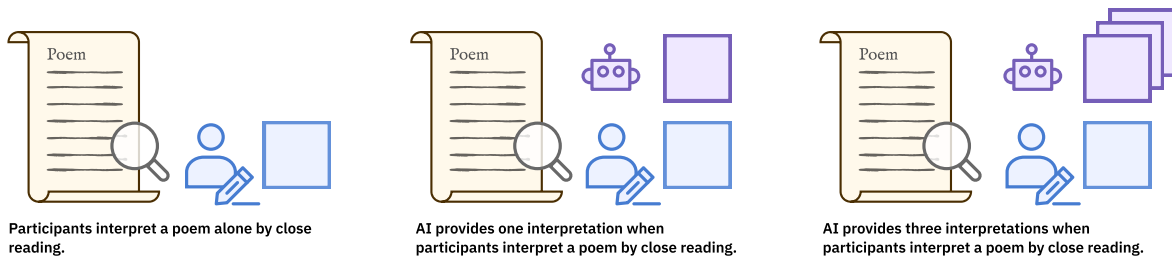 Poem
Participants interpret a poem alone by close
reading.
Poem
AI provides one interpretation when
participants interpret a poem by close reading.
Poem
AI provides three interpretations when
participants interpret a poem by close reading.